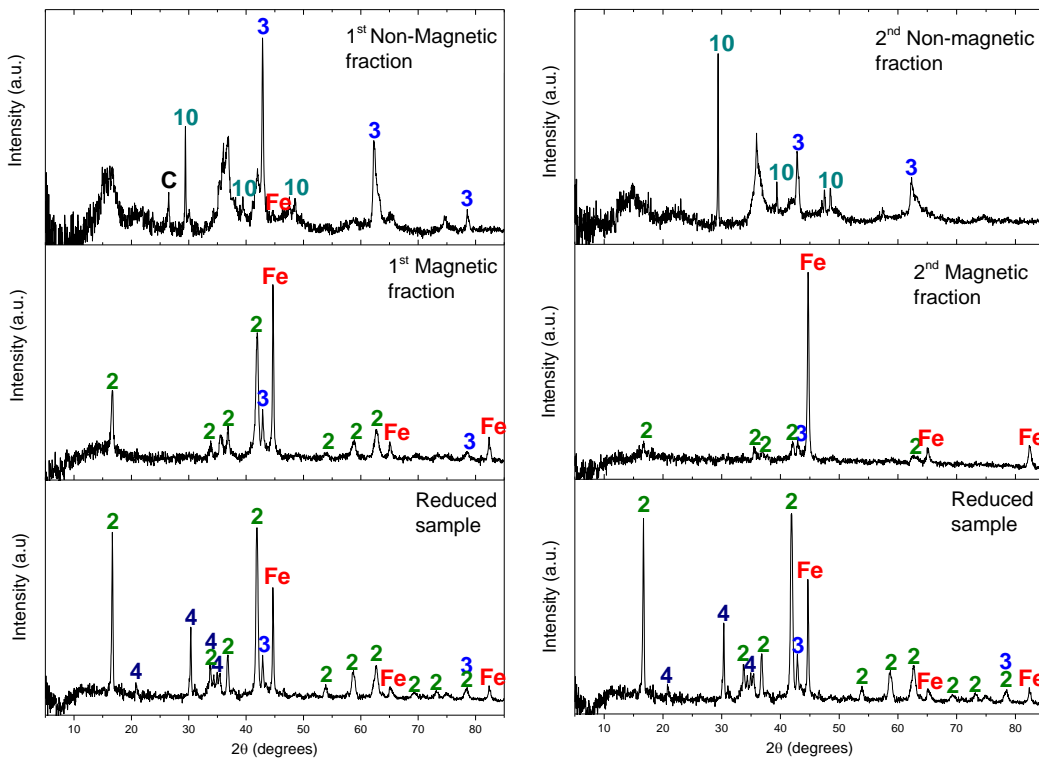 1st Non-Magnetic
fraction
Intensity (a.u.)
C
10
10
3
Fe
10
3
3
1st Magnetic
fraction
Intensity (a.u.)
2
2
2
2
3
Fe
2
2
2
Fe
3
Fe
Reduced
sample
Intensity (a.u)
2
4
4
4
2
4
2
2
3
Fe
2
2
2
Fe
2
2
3
2
Fe
10 20 30 40 50 60 70 80
2θ (degrees)
2nd Non-magnetic
fraction
Intensity (a.u.)
10
10
3
10
3
2nd Magnetic
fraction
Intensity (a.u.)
2
2
2
2
3
Fe
2
Fe
Fe
Reduced
sample
Intensity (a.u.)
2
4
4
2
4
2
2
3
Fe
2
2
2
Fe
2
2
3
2
Fe
10 20 30 40 50 60 70 80
2θ (degrees)